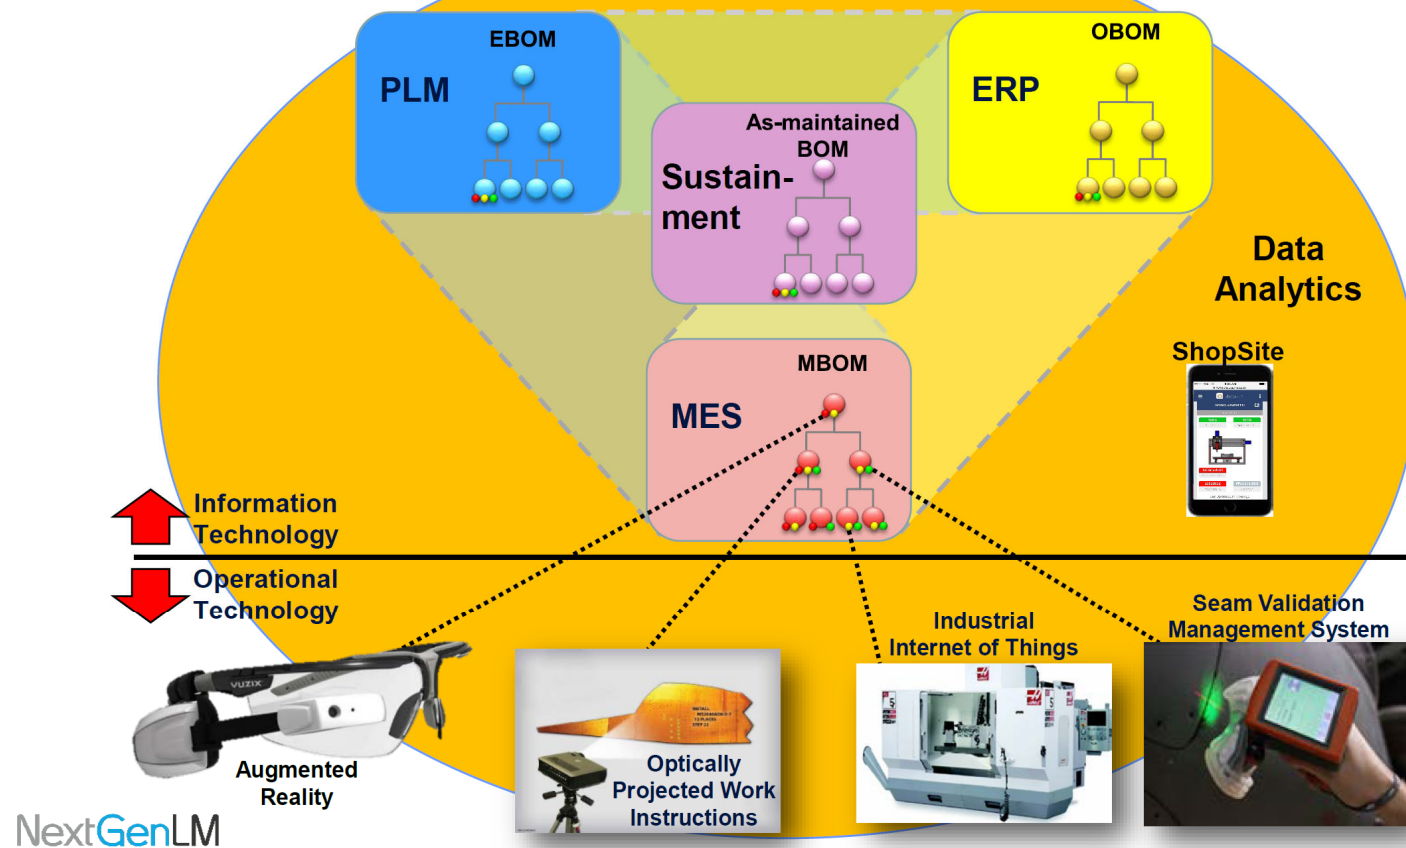 EBOM
PLM
OBOM
ERP
As-maintained
BOM
Sustain-
ment
Data
Analytics
ShopSite
MBOM
MES
Information
Technology
Operational
Technology
Industrial
Internet of Things
Seam Validation
Management System
VUZIX
INSTALL
Optically
Projected Work
Instructions
Augmented
Reality
NextGenLM